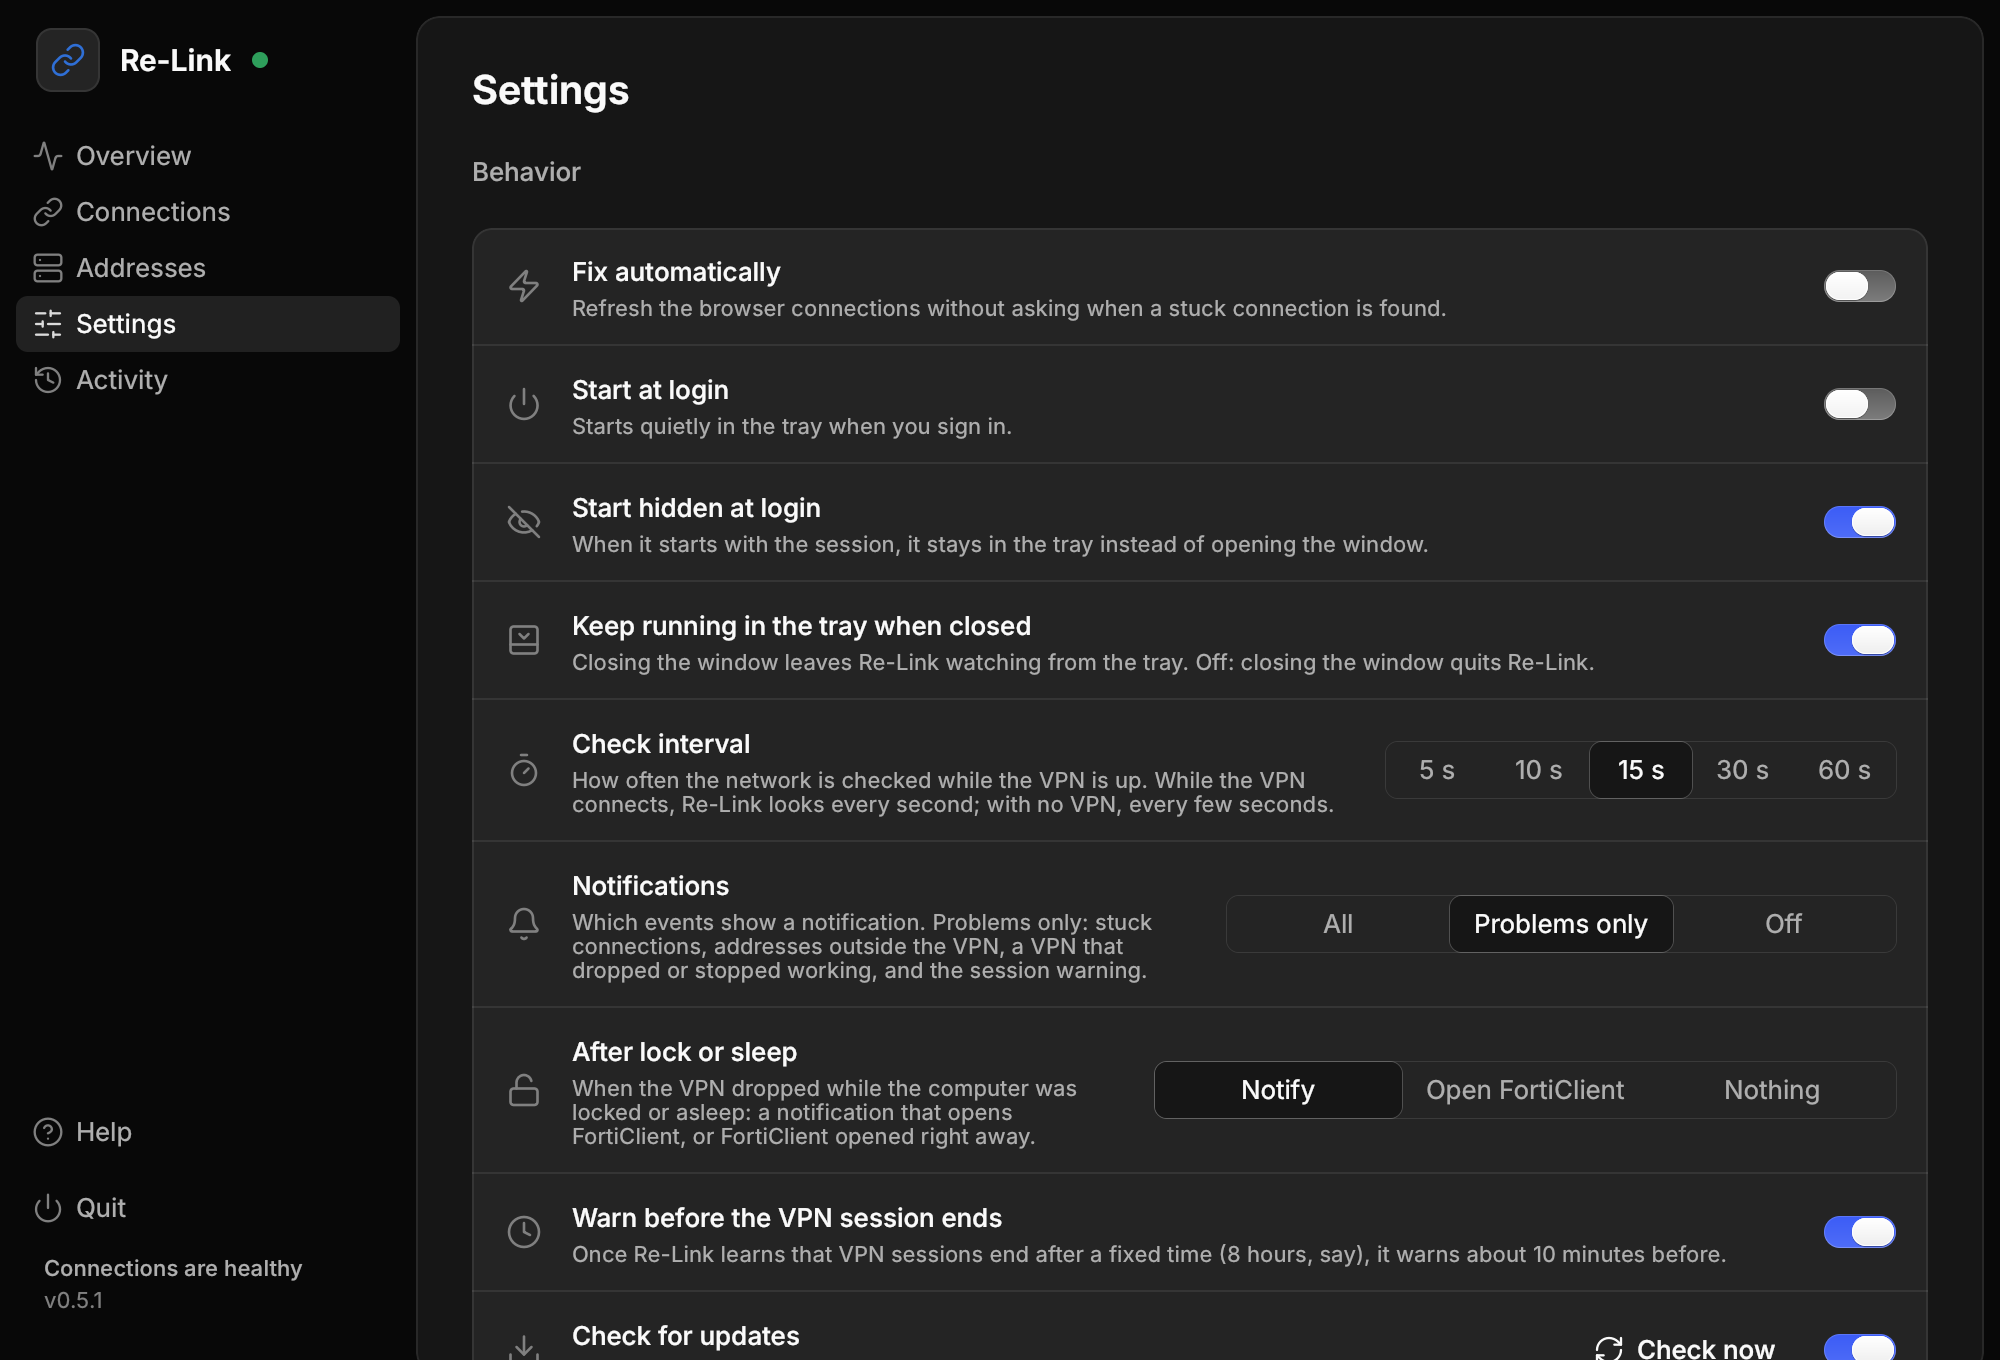 Re-Link
Overview
Connections
Addresses
Settings
Activity
Help
Quit
Connections are healthy
v0.5.1
Settings
Behavior
Fix automatically
Refresh the browser connections without asking when a stuck connection is found.
Start at login
Starts quietly in the tray when you sign in.
Start hidden at login
When it starts with the session, it stays in the tray instead of opening the window.
Keep running in the tray when closed
Closing the window leaves Re-Link watching from the tray. Off: closing the window quits Re-Link.
Check interval
How often the network is checked while the VPN is up. While the VPN
connects, Re-Link looks every second; with no VPN, every few seconds.
5 s 10 s 15 s 30 s 60 s
Notifications
Which events show a notification. Problems only: stuck
connections, addresses outside the VPN, a VPN that
dropped or stopped working, and the session warning.
All Problems only Off
After lock or sleep
When the VPN dropped while the computer was
locked or asleep: a notification that opens
FortiClient, or FortiClient opened right away.
Notify Open FortiClient Nothing
Warn before the VPN session ends
Once Re-Link learns that VPN sessions end after a fixed time (8 hours, say), it warns about 10 minutes before.
Check for updates
Check now